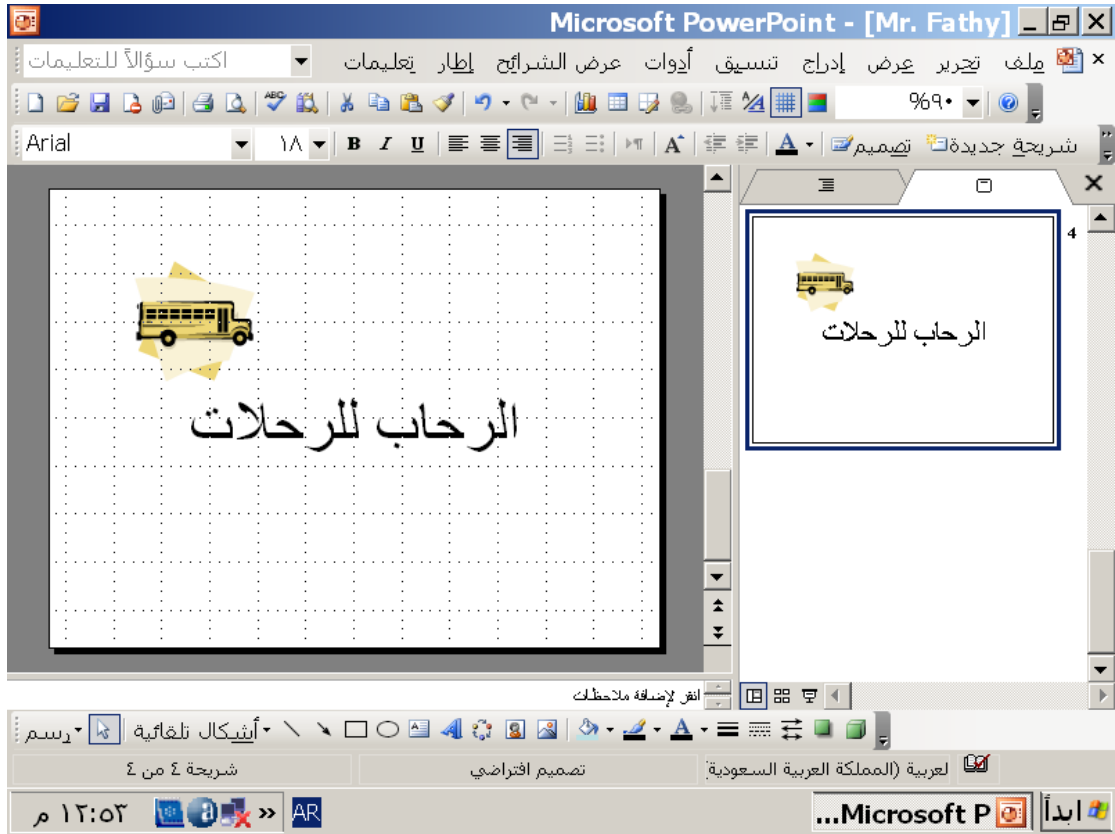 Microsoft PowerPoint - [Mr. Fathy]
ملف تحرير عرض إدراج تنسيق أدوات عرض الشرائح إطار تعليمات اكتب سؤالاً للتعليمات
%٩٠
Arial ١٨ B I U شريحة جديدة تصميم
4
الرحاب للرحلات
الرحاب للرحلات
انقر لإضافة ملاحظات
رسم أشكال تلقائية
لعربية (المملكة العربية السعودية) تصميم افتراضي شريحة ٤ من ٤
ابدأ Microsoft P... AR ١٢:٥٣ م